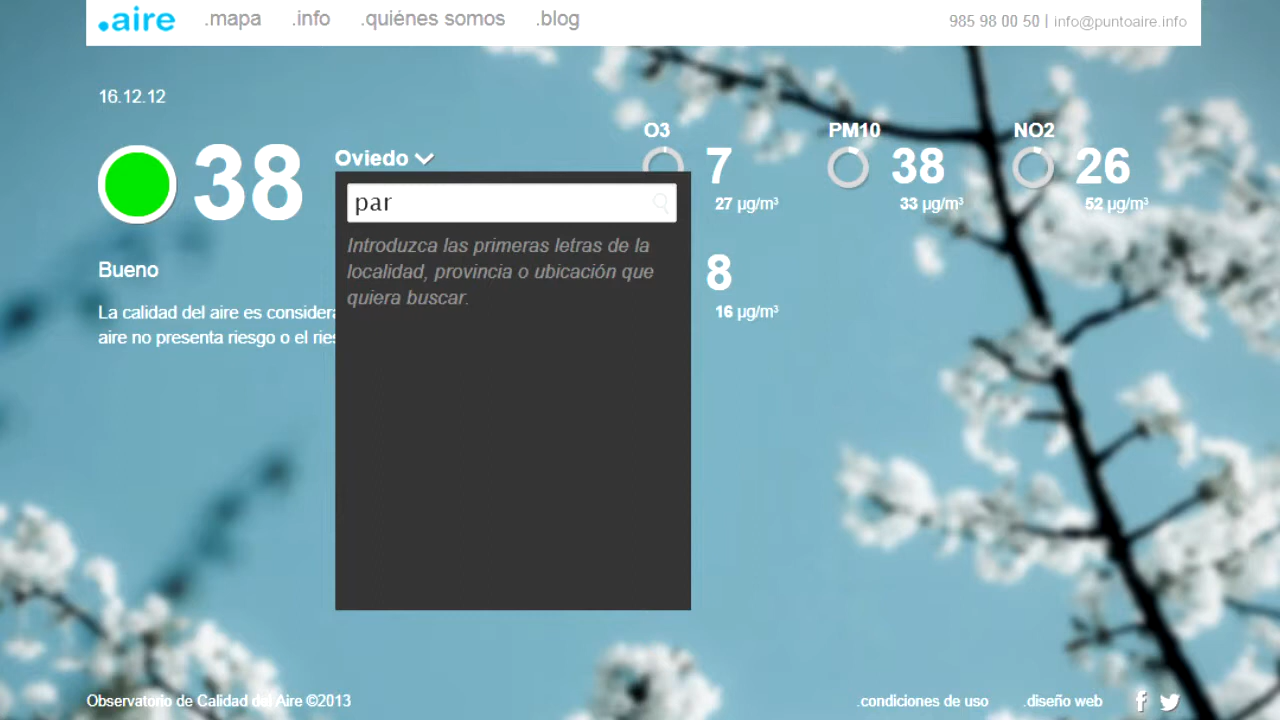 .aire .mapa .info .quiénes somos .blog 985 98 00 50 | info@puntoaire.info
16.12.12
38
Oviedo
par
Introduzca las primeras letras de la
localidad, provincia o ubicación que
quiera buscar.
O3
7
27 µg/m³
PM10
38
33 µg/m³
NO2
26
52 µg/m³
8
16 µg/m³
Bueno
La calidad del aire es
aire no presenta riesgo o el
Observatorio de Calidad del Aire ©2013 .condiciones de uso .diseño web